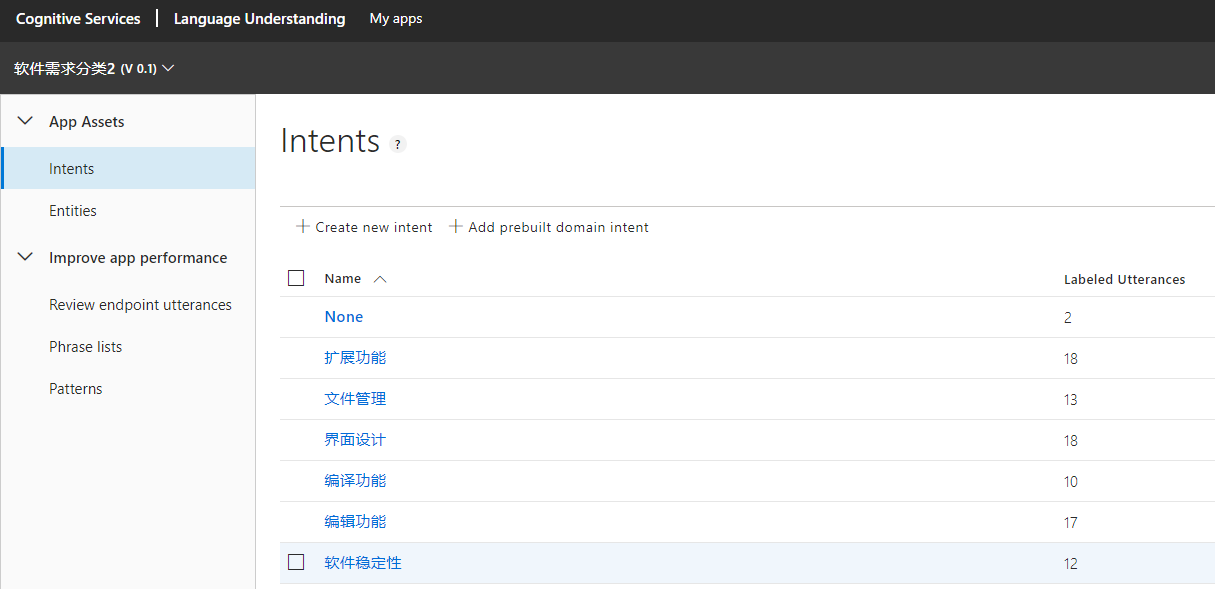 Cognitive Services | Language Understanding My apps
软件需求分类2 (V 0.1)
App Assets
Intents
Entities
Improve app performance
Review endpoint utterances
Phrase lists
Patterns
Intents ?
+ Create new intent + Add prebuilt domain intent
Name Labeled Utterances
None 2
扩展功能 18
文件管理 13
界面设计 18
编译功能 10
编辑功能 17
软件稳定性 12